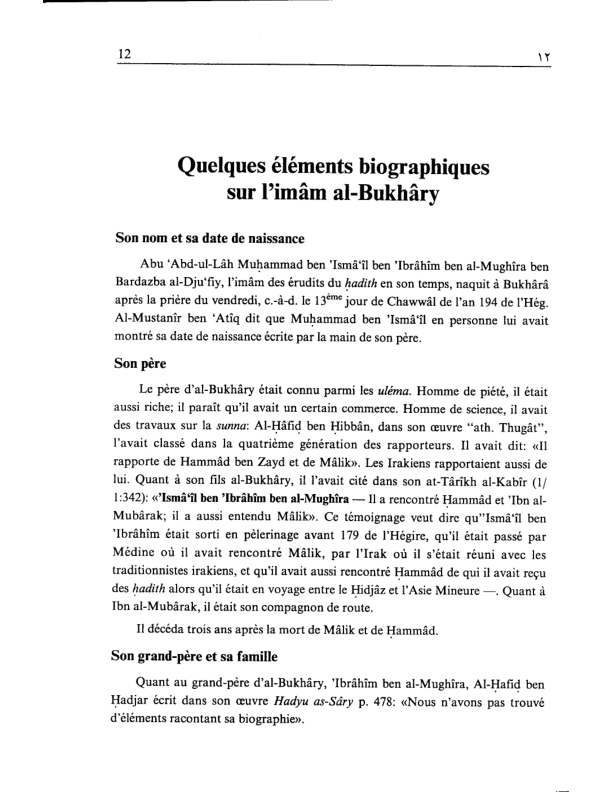 12
١٢
Quelques éléments biographiques
sur l'imâm al-Bukhâry
Son nom et sa date de naissance
Abu ‘Abd-ul-Lâh Muḥammad ben 'Ismâ‘îl ben 'Ibrâhîm ben al-Mughîra ben
Bardazba al-Dju‘fiy, l'imâm des érudits du ḥadith en son temps, naquit à Bukhârâ
après la prière du vendredi, c.-à-d. le 13ème jour de Chawwâl de l'an 194 de l'Hég.
Al-Mustanîr ben ‘Atîq dit que Muḥammad ben 'Ismâ‘îl en personne lui avait
montré sa date de naissance écrite par la main de son père.
Son père
Le père d'al-Bukhâry était connu parmi les uléma. Homme de piété, il était
aussi riche; il paraît qu'il avait un certain commerce. Homme de science, il avait
des travaux sur la sunna: Al-Ḥâfiḍ ben Ḥibbân, dans son œuvre “ath. Thugât”,
l'avait classé dans la quatrième génération des rapporteurs. Il avait dit: «Il
rapporte de Hammâd ben Zayd et de Mâlik». Les Irakiens rapportaient aussi de
lui. Quant à son fils al-Bukhâry, il l'avait cité dans son at-Târîkh al-Kabîr (1/
1:342): «'Ismâ‘îl ben 'Ibrâhîm ben al-Mughîra — Il a rencontré Ḥammâd et 'Ibn al-
Mubârak; il a aussi entendu Mâlik». Ce témoignage veut dire qu''Ismâ‘îl ben
'Ibrâhîm était sorti en pèlerinage avant 179 de l'Hégire, qu'il était passé par
Médine où il avait rencontré Mâlik, par l'Irak où il s'était réuni avec les
traditionnistes irakiens, et qu'il avait aussi rencontré Ḥammâd de qui il avait reçu
des ḥadith alors qu'il était en voyage entre le Ḥidjâz et l'Asie Mineure —. Quant à
Ibn al-Mubârak, il était son compagnon de route.
Il décéda trois ans après la mort de Mâlik et de Ḥammâd.
Son grand-père et sa famille
Quant au grand-père d'al-Bukhâry, 'Ibrâhîm ben al-Mughîra, Al-Ḥafiḍ ben
Ḥadjar écrit dans son œuvre Hadyu as-Sâry p. 478: «Nous n'avons pas trouvé
d'éléments racontant sa biographie».